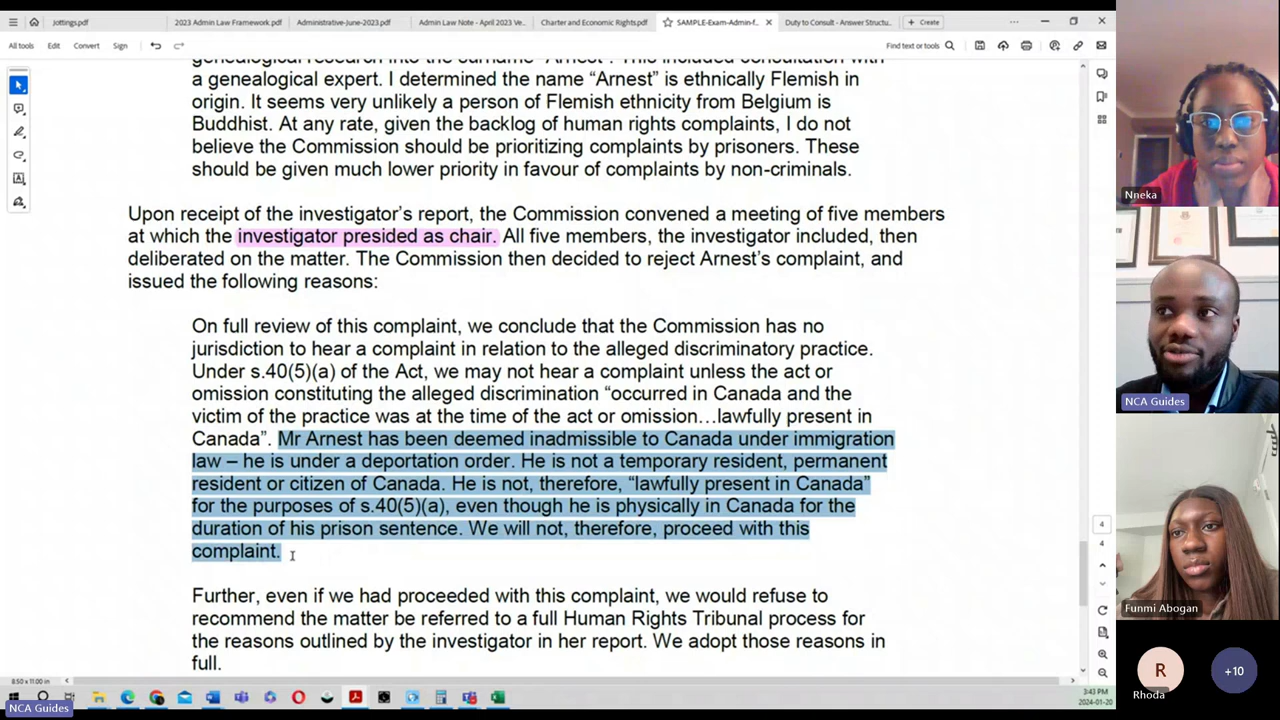 Jottings.pdf
2023 Admin Law Framework.pdf
Administrative-June-2023.pdf
Admin Law Note - April 2023 Ve...
Charter and Economic Rights.pdf
SAMPLE-Exam-Admin-f...
Duty to Consult - Answer Structu...
Create
All tools Edit Convert Sign
Find text or tools
genealogical research into the surname “Arnest”. This included consultation with
a genealogical expert. I determined the name “Arnest” is ethnically Flemish in
origin. It seems very unlikely a person of Flemish ethnicity from Belgium is
Buddhist. At any rate, given the backlog of human rights complaints, I do not
believe the Commission should be prioritizing complaints by prisoners. These
should be given much lower priority in favour of complaints by non-criminals.
Upon receipt of the investigator’s report, the Commission convened a meeting of five members
at which the investigator presided as chair. All five members, the investigator included, then
deliberated on the matter. The Commission then decided to reject Arnest’s complaint, and
issued the following reasons:
On full review of this complaint, we conclude that the Commission has no
jurisdiction to hear a complaint in relation to the alleged discriminatory practice.
Under s.40(5)(a) of the Act, we may not hear a complaint unless the act or
omission constituting the alleged discrimination “occurred in Canada and the
victim of the practice was at the time of the act or omission…lawfully present in
Canada”. Mr Arnest has been deemed inadmissible to Canada under immigration
law – he is under a deportation order. He is not a temporary resident, permanent
resident or citizen of Canada. He is not, therefore, “lawfully present in Canada”
for the purposes of s.40(5)(a), even though he is physically in Canada for the
duration of his prison sentence. We will not, therefore, proceed with this
complaint.
Further, even if we had proceeded with this complaint, we would refuse to
recommend the matter be referred to a full Human Rights Tribunal process for
the reasons outlined by the investigator in her report. We adopt those reasons in
full.
4
4
8.50 x 11.00 in
3:43 PM
2024-01-20
NCA Guides
Nneka
NCA Guides
Funmi Abogan
R
Rhoda
+10